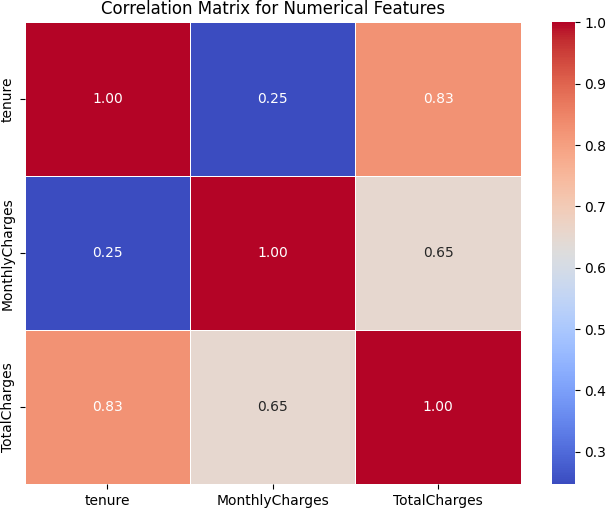 Correlation Matrix for Numerical Features
tenure
1.00
0.25
0.83
MonthlyCharges
0.25
1.00
0.65
TotalCharges
0.83
0.65
1.00
tenure
MonthlyCharges
TotalCharges
1.0
0.9
0.8
0.7
0.6
0.5
0.4
0.3